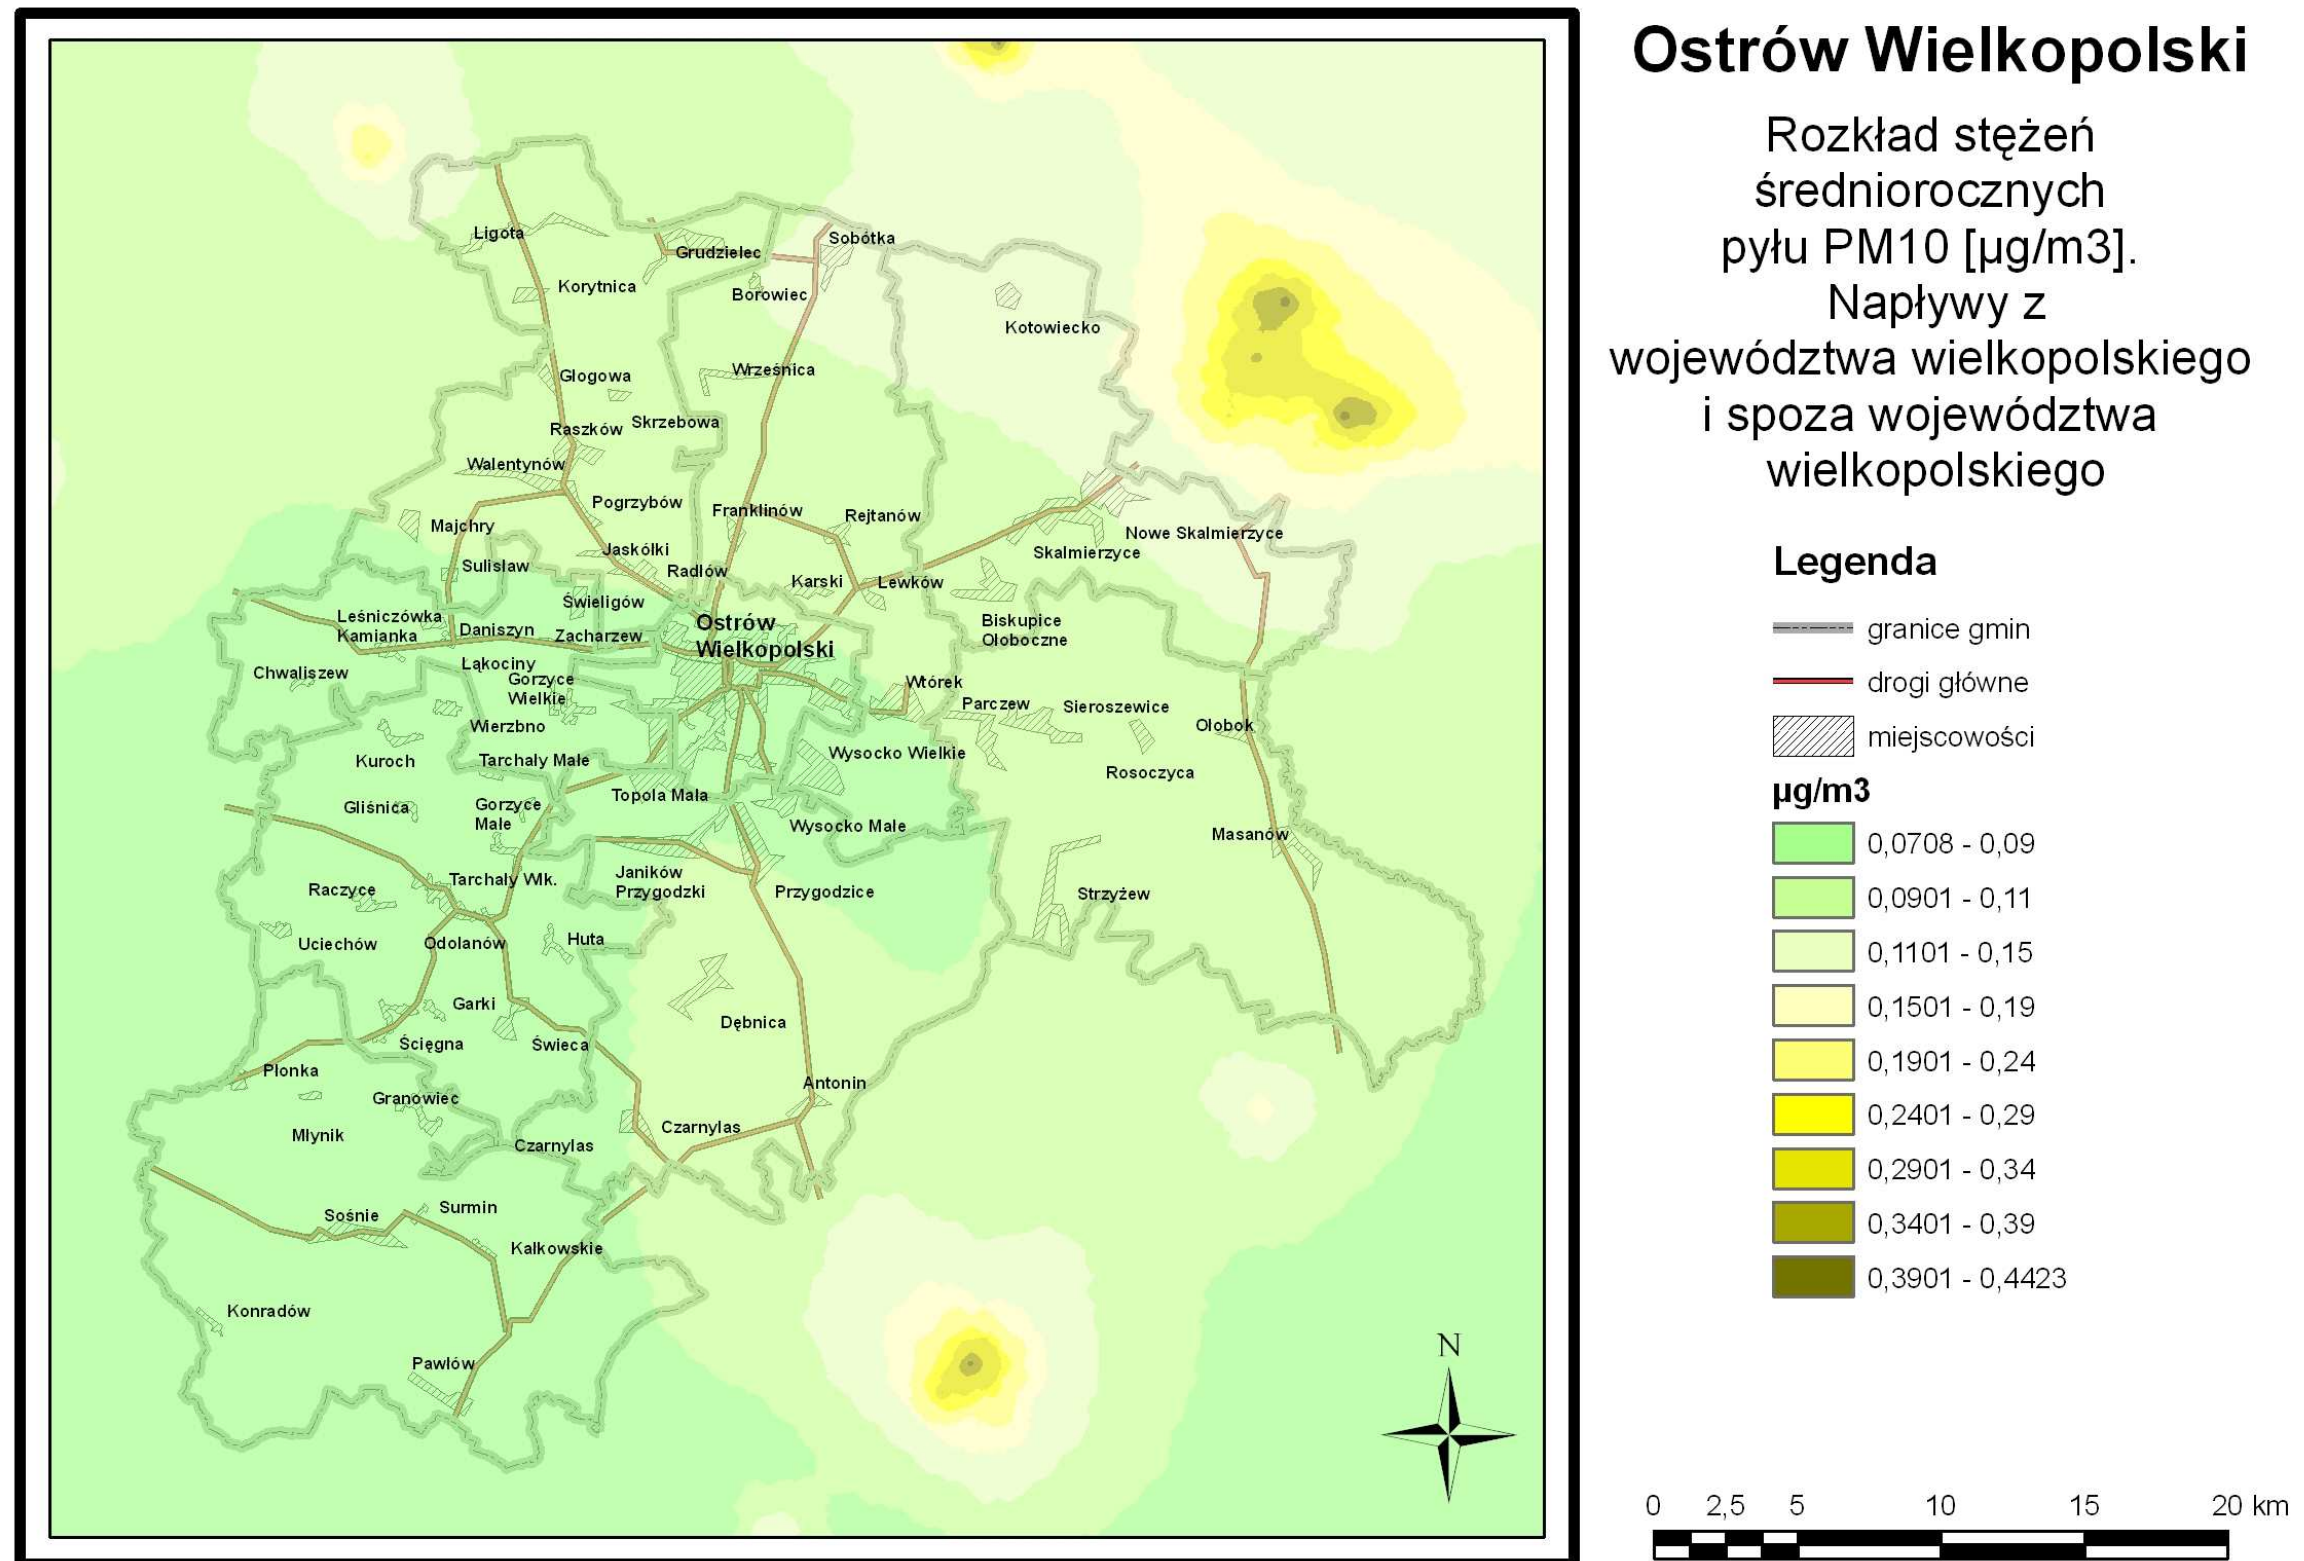 Ostrów Wielkopolski
Rozkład stężeń
średniorocznych
pyłu PM10 [µg/m3].
Napływy z
województwa wielkopolskiego
i spoza województwa
wielkopolskiego
Legenda
granice gmin
drogi główne
miejscowości
µg/m3
0,0708 - 0,09
0,0901 - 0,11
0,1101 - 0,15
0,1501 - 0,19
0,1901 - 0,24
0,2401 - 0,29
0,2901 - 0,34
0,3401 - 0,39
0,3901 - 0,4423
N
0 2,5 5 10 15 20 km
Ligota
Sobótka
Grudzielec
Korytnica
Borowiec
Kotowiecko
Wrześnica
Głogowa
Skrzebowa
Raszków
Walentynów
Pogrzybów
Franklinów
Rejtanów
Majchry
Nowe Skalmierzyce
Jaskółki
Skalmierzyce
Sulisław
Radłów
Karski
Lewków
Świeligów
Leśniczówka
Kamianka
Daniszyn
Zacharzew
Ostrów
Wielkopolski
Biskupice
Ołoboczne
Łąkociny
Chwaliszew
Gorzyce
Wielkie
Wtórek
Parczew
Sieroszewice
Wierzbno
Ołobok
Kuroch
Tarchały Małe
Wysocko Wielkie
Rosoczyca
Topola Mała
Gliśnica
Gorzyce
Małe
Wysocko Małe
Masanów
Janików
Przygodzki
Tarchały Wlk.
Raczyce
Przygodzice
Strzyżew
Uciechów
Odolanów
Huta
Garki
Dębnica
Ścięgna
Świeca
Płonka
Antonin
Granowiec
Młynik
Czarnylas
Czarnylas
Sośnie
Surmin
Kałkowskie
Konradów
Pawłów